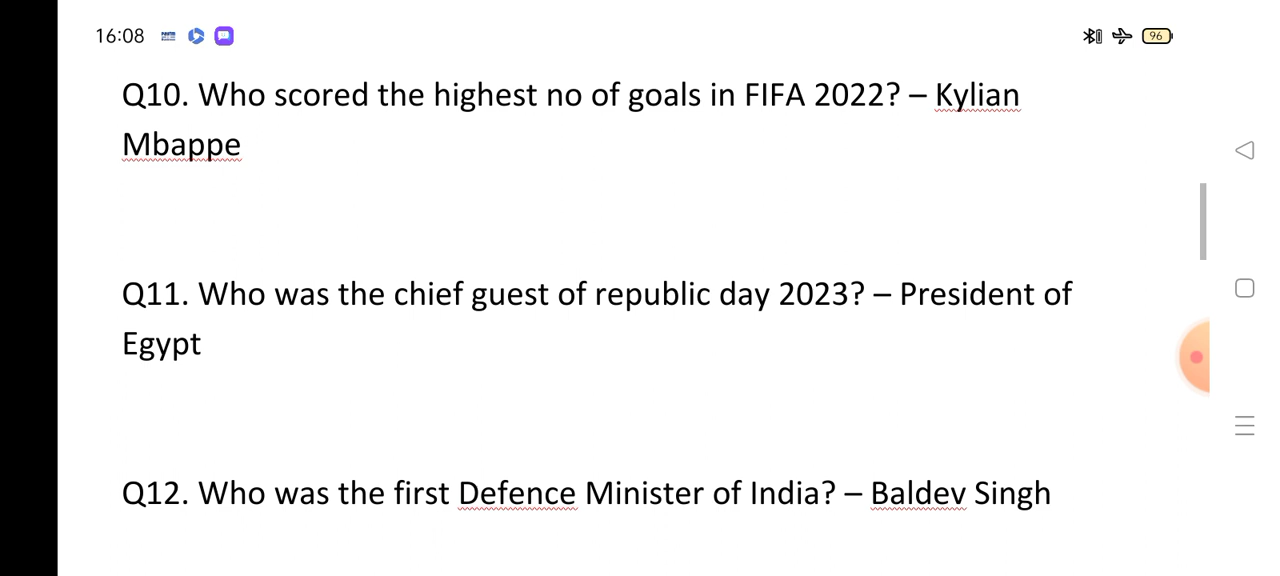 16:08
96
Q10. Who scored the highest no of goals in FIFA 2022? – Kylian
Mbappe
Q11. Who was the chief guest of republic day 2023? – President of
Egypt
Q12. Who was the first Defence Minister of India? – Baldev Singh